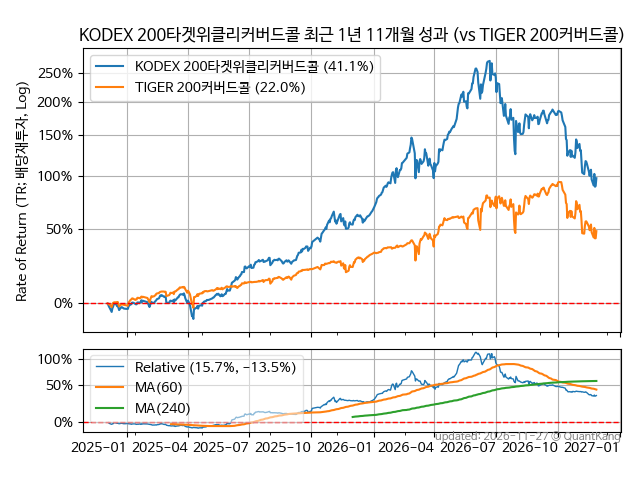 KODEX 200타겟위클리커버드콜 최근 1년 11개월 성과 (vs TIGER 200커버드콜)
Rate of Return (TR: 배당재투자, Log)
250%
200%
150%
100%
50%
0%
KODEX 200타겟위클리커버드콜 (41.1%)
TIGER 200커버드콜 (22.0%)
100%
50%
0%
Relative (15.7%, −13.5%)
MA(60)
MA(240)
updated: 2026-11-27 © QuantKang
2025-01 2025-04 2025-07 2025-10 2026-01 2026-04 2026-07 2026-10 2027-01